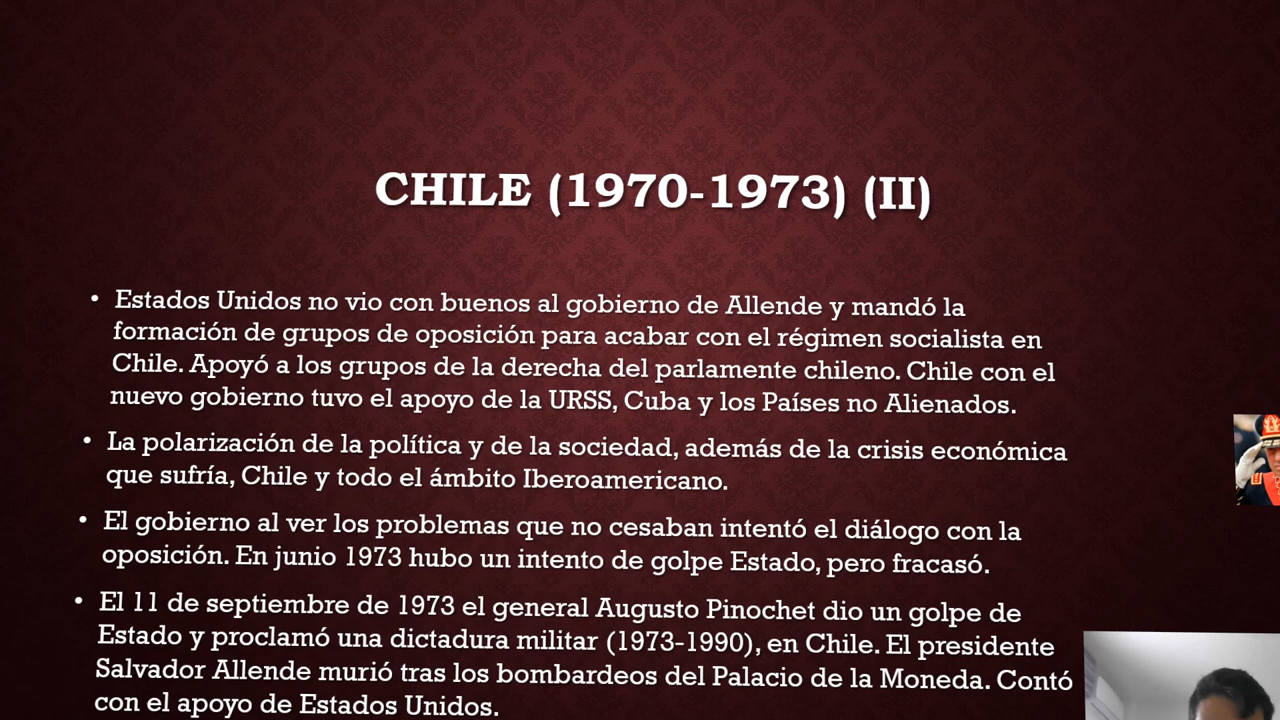 CHILE (1970-1973) (II)
• Estados Unidos no vio con buenos al gobierno de Allende y mandó la
formación de grupos de oposición para acabar con el régimen socialista en
Chile. Apoyó a los grupos de la derecha del parlamente chileno. Chile con el
nuevo gobierno tuvo el apoyo de la URSS, Cuba y los Países no Alienados.
• La polarización de la política y de la sociedad, además de la crisis económica
que sufría, Chile y todo el ámbito Iberoamericano.
• El gobierno al ver los problemas que no cesaban intentó el diálogo con la
oposición. En junio 1973 hubo un intento de golpe Estado, pero fracasó.
• El 11 de septiembre de 1973 el general Augusto Pinochet dio un golpe de
Estado y proclamó una dictadura militar (1973-1990), en Chile. El presidente
Salvador Allende murió tras los bombardeos del Palacio de la Moneda. Contó
con el apoyo de Estados Unidos.